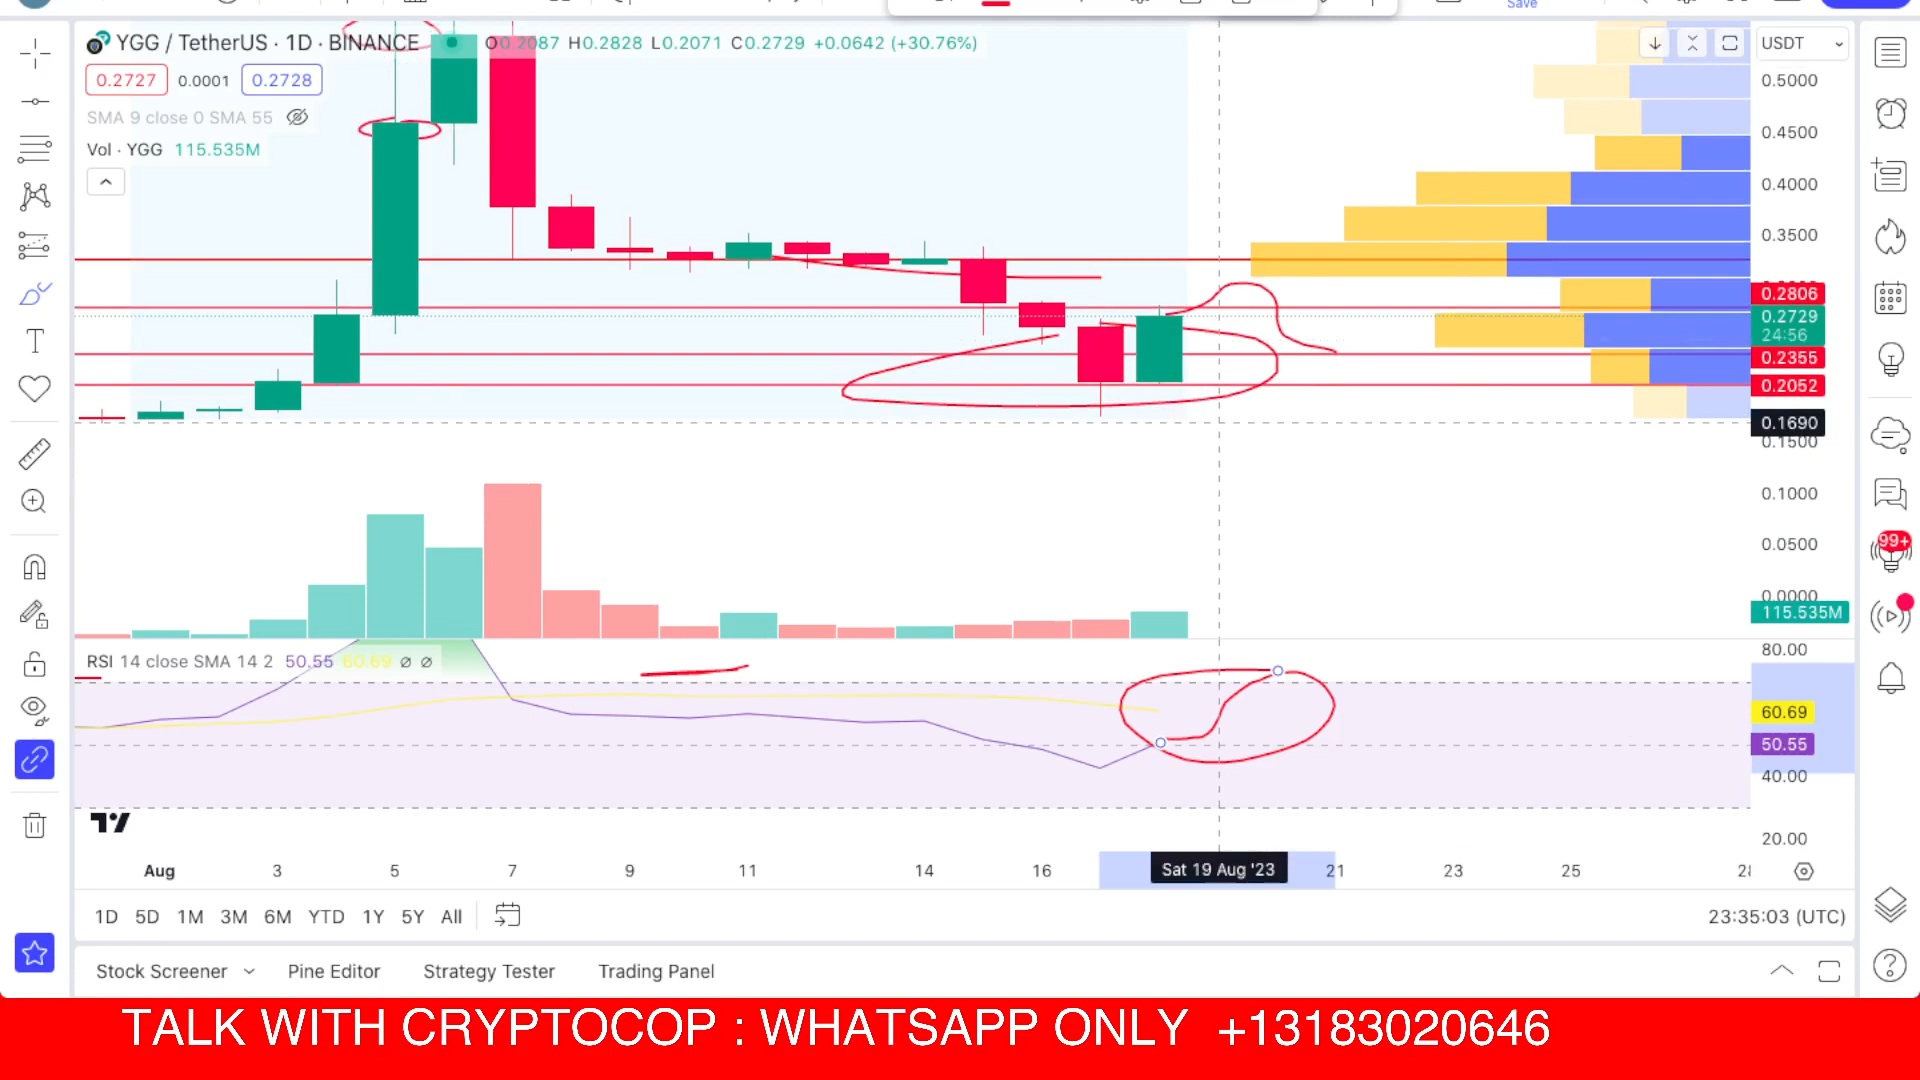 Save
YGG / TetherUS · 1D · BINANCE O0.2087 H0.2828 L0.2071 C0.2729 +0.0642 (+30.76%)
USDT
0.2727 0.0001 0.2728
SMA 9 close 0 SMA 55
Vol · YGG 115.535M
0.5000
0.4500
0.4000
0.3500
0.2806
0.2729
24:56
0.2355
0.2052
0.1690
0.1500
0.1000
0.0500
0.0000
115.535M
99+
RSI 14 close SMA 14 2 50.55 60.69 ∅ ∅
80.00
60.69
50.55
40.00
20.00
Aug 3 5 7 9 11 14 16 Sat 19 Aug '23 21 23 25
1D 5D 1M 3M 6M YTD 1Y 5Y All
23:35:03 (UTC)
Stock Screener Pine Editor Strategy Tester Trading Panel
TALK WITH CRYPTOCOP : WHATSAPP ONLY +13183020646